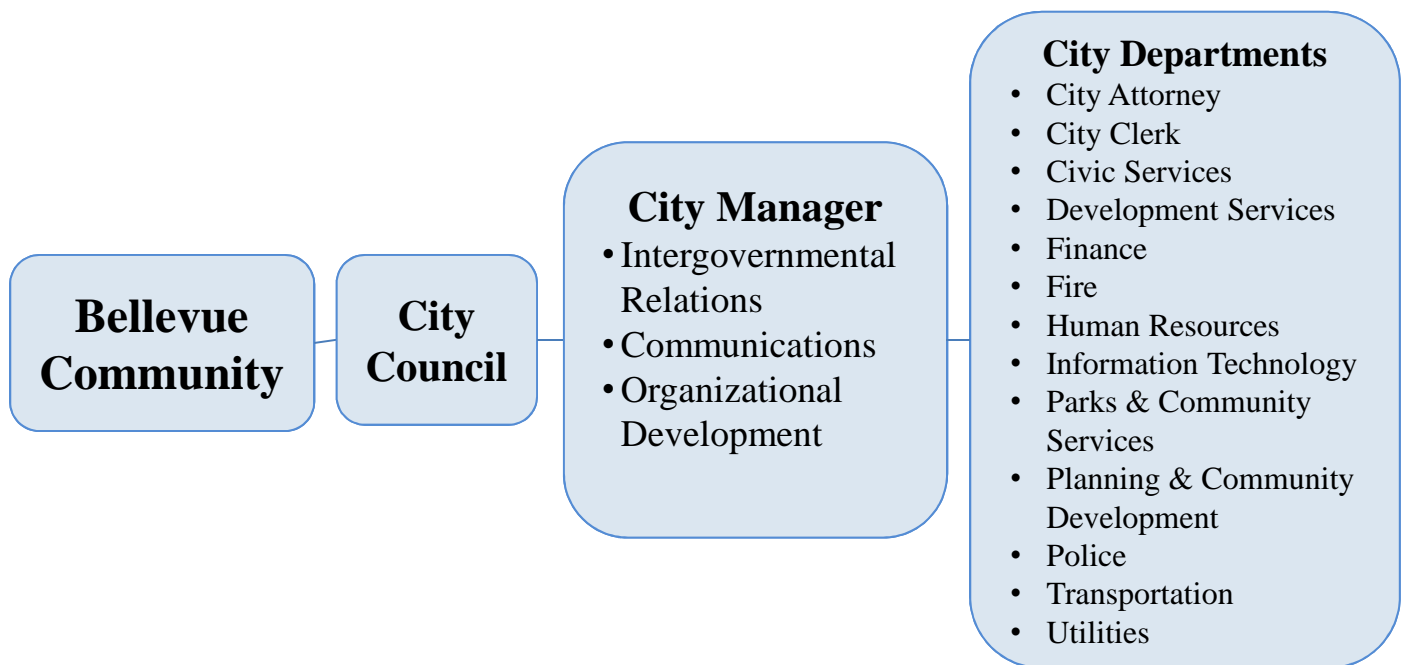 Bellevue
Community
City
Council
City Manager
• Intergovernmental
Relations
• Communications
• Organizational
Development
City Departments
• City Attorney
• City Clerk
• Civic Services
• Development Services
• Finance
• Fire
• Human Resources
• Information Technology
• Parks & Community
Services
• Planning & Community
Development
• Police
• Transportation
• Utilities